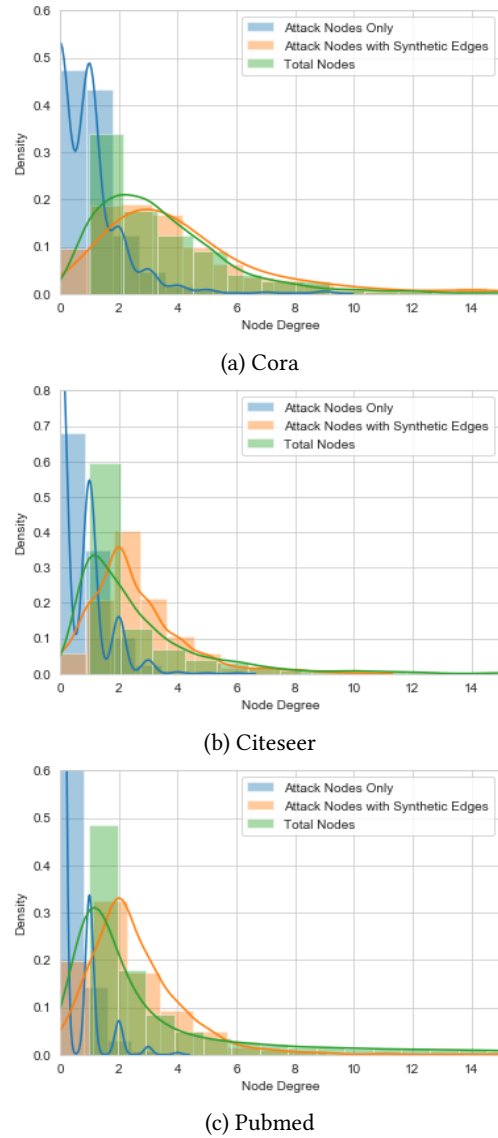 0.6
Attack Nodes Only
Attack Nodes with Synthetic Edges
Total Nodes
0.5
0.4
Density
0.3
0.2
0.1
0.0
0 2 4 6 8 10 12 14
Node Degree
(a) Cora
0.8
Attack Nodes Only
Attack Nodes with Synthetic Edges
Total Nodes
0.7
0.6
0.5
Density
0.4
0.3
0.2
0.1
0.0
0 2 4 6 8 10 12 14
Node Degree
(b) Citeseer
0.6
Attack Nodes Only
Attack Nodes with Synthetic Edges
Total Nodes
0.5
0.4
Density
0.3
0.2
0.1
0.0
0 2 4 6 8 10 12 14
Node Degree
(c) Pubmed